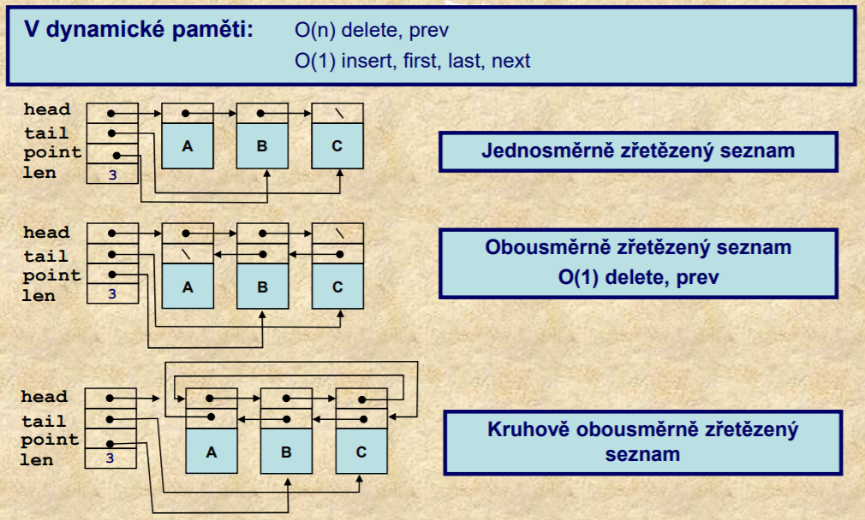 V dynamické paměti: O(n) delete, prev
O(1) insert, first, last, next
head
tail
point
len
3
A B C
\
Jednosměrně zřetězený seznam
head
tail
point
len
3
\
\
A B C
Obousměrně zřetězený seznam
O(1) delete, prev
head
tail
point
len
3
A B C
Kruhově obousměrně zřetězený
seznam